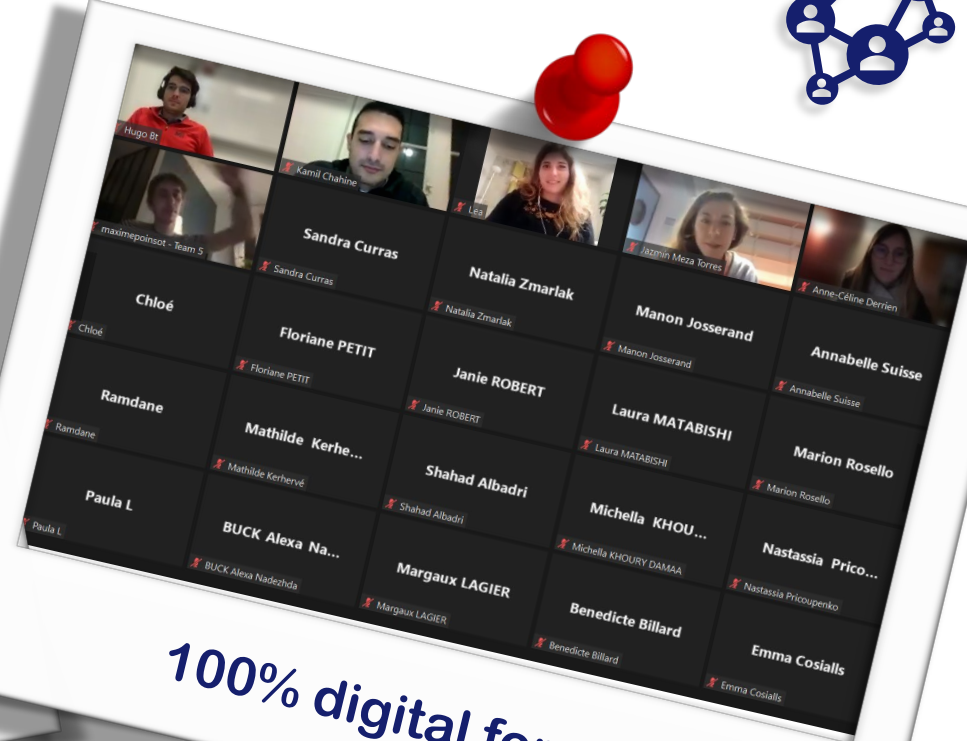 Hugo Bt
Kamil Chahine
Lea
Jazmin Meza Torres
Anne-Céline Derrien
maximepoinsot - Team 5
Sandra Curras
Sandra Curras
Natalia Zmarlak
Natalia Zmarlak
Manon Josserand
Manon Josserand
Annabelle Suisse
Annabelle Suisse
Chloé
Chloé
Floriane PETIT
Floriane PETIT
Janie ROBERT
Janie ROBERT
Laura MATABISHI
Laura MATABISHI
Marion Rosello
Marion Rosello
Ramdane
Ramdane
Mathilde Kerhe...
Mathilde Kerhervé
Shahad Albadri
Shahad Albadri
Michella KHOU...
Michella KHOURY DAMAA
Nastassia Prico...
Nastassia Pricoupenko
Paula L
Paula L
BUCK Alexa Na...
BUCK Alexa Nadezhda
Margaux LAGIER
Margaux LAGIER
Benedicte Billard
Benedicte Billard
Emma Cosialls
Emma Cosialls
100% digital